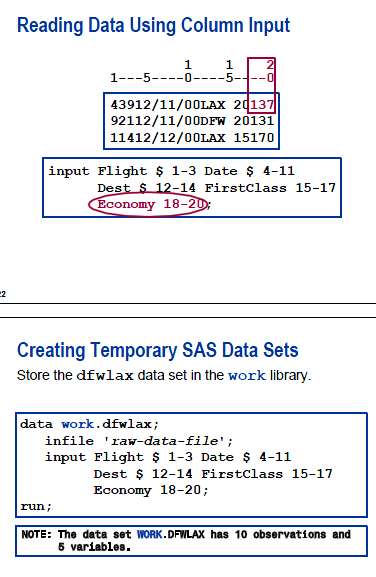 Reading Data Using Column Input
1 1 2
1---5----0----5----0
43912/11/00LAX 20137
92112/11/00DFW 20131
11412/12/00LAX 15170
input Flight $ 1-3 Date $ 4-11
Dest $ 12-14 FirstClass 15-17
Economy 18-20;
22
Creating Temporary SAS Data Sets
Store the dfwlax data set in the work library.
data work.dfwlax;
infile 'raw-data-file';
input Flight $ 1-3 Date $ 4-11
Dest $ 12-14 FirstClass 15-17
Economy 18-20;
run;
NOTE: The data set WORK.DFWLAX has 10 observations and
5 variables.